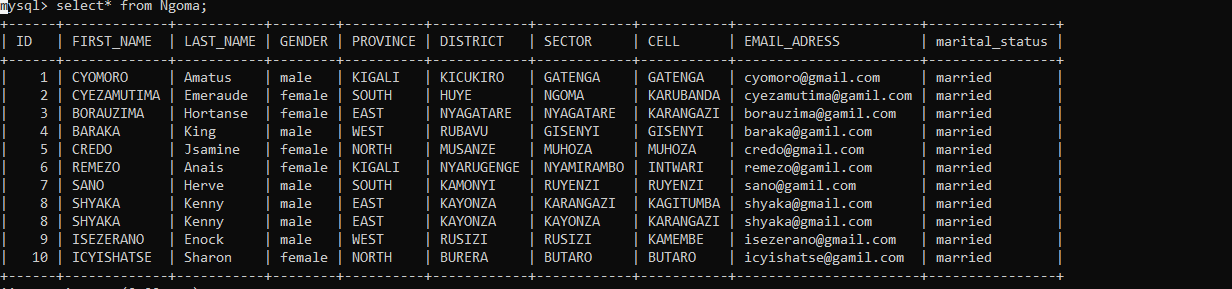 mysql> select* from Ngoma;
| ID | FIRST_NAME | LAST_NAME | GENDER | PROVINCE | DISTRICT | SECTOR | CELL | EMAIL_ADRESS | marital_status |
| 1 | CYOMORO | Amatus | male | KIGALI | KICUKIRO | GATENGA | GATENGA | cyomoro@gmail.com | married |
| 2 | CYEZAMUTIMA | Emeraude | female | SOUTH | HUYE | NGOMA | KARUBANDA | cyezamutima@gamil.com | married |
| 3 | BORAUZIMA | Hortanse | female | EAST | NYAGATARE | NYAGATARE | KARANGAZI | borauzima@gamil.com | married |
| 4 | BARAKA | King | male | WEST | RUBAVU | GISENYI | GISENYI | baraka@gamil.com | married |
| 5 | CREDO | Jsamine | female | NORTH | MUSANZE | MUHOZA | MUHOZA | credo@gmail.com | married |
| 6 | REMEZO | Anais | female | KIGALI | NYARUGENGE | NYAMIRAMBO | INTWARI | remezo@gamil.com | married |
| 7 | SANO | Herve | male | SOUTH | KAMONYI | RUYENZI | RUYENZI | sano@gamil.com | married |
| 8 | SHYAKA | Kenny | male | EAST | KAYONZA | KARANGAZI | KAGITUMBA | shyaka@gmail.com | married |
| 8 | SHYAKA | Kenny | male | EAST | KAYONZA | KAYONZA | KARANGAZI | shyaka@gmail.com | married |
| 9 | ISEZERANO | Enock | male | WEST | RUSIZI | RUSIZI | KAMEMBE | isezerano@gmail.com | married |
| 10 | ICYISHATSE | Sharon | female | NORTH | BURERA | BUTARO | BUTARO | icyishatse@gamil.com | married |